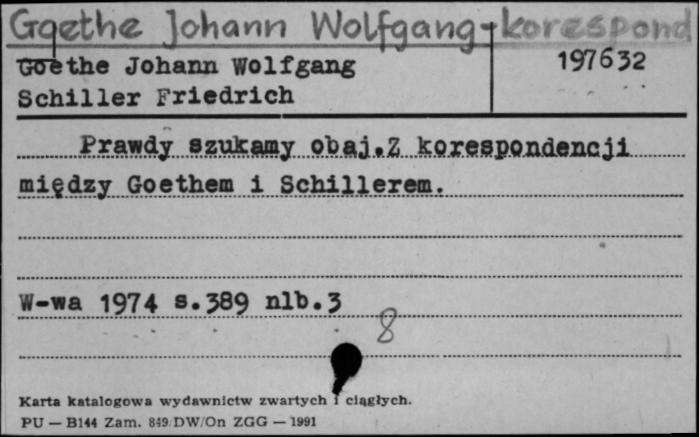 Goethe Johann Wolfgang-korespond
Goethe Johann Wolfgang
197632
Schiller Friedrich
Prawdy szukamy obaj.Z korespondencji
między Goethem i Schillerem.
W-wa 1974 s.389 nlb.3
8
Karta katalogowa wydawnictw zwartych i ciągłych.
PU — B144 Zam. 849/DW/On ZGG — 1991